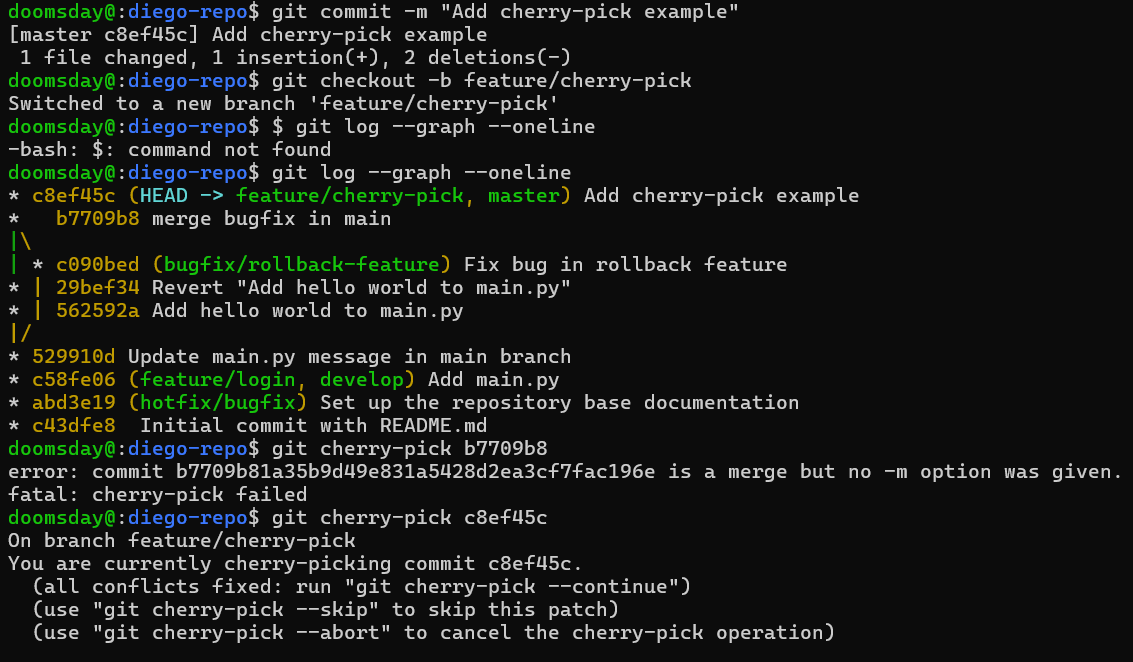 doomsday@:diego-repo$ git commit -m "Add cherry-pick example"
[master c8ef45c] Add cherry-pick example
 1 file changed, 1 insertion(+), 2 deletions(-)
doomsday@:diego-repo$ git checkout -b feature/cherry-pick
Switched to a new branch 'feature/cherry-pick'
doomsday@:diego-repo$ $ git log --graph --oneline
-bash: $: command not found
doomsday@:diego-repo$ git log --graph --oneline
* c8ef45c (HEAD -> feature/cherry-pick, master) Add cherry-pick example
*   b7709b8 merge bugfix in main
|\
| * c090bed (bugfix/rollback-feature) Fix bug in rollback feature
* | 29bef34 Revert "Add hello world to main.py"
* | 562592a Add hello world to main.py
|/
* 529910d Update main.py message in main branch
* c58fe06 (feature/login, develop) Add main.py
* abd3e19 (hotfix/bugfix) Set up the repository base documentation
* c43dfe8  Initial commit with README.md
doomsday@:diego-repo$ git cherry-pick b7709b8
error: commit b7709b81a35b9d49e831a5428d2ea3cf7fac196e is a merge but no -m option was given.
fatal: cherry-pick failed
doomsday@:diego-repo$ git cherry-pick c8ef45c
On branch feature/cherry-pick
You are currently cherry-picking commit c8ef45c.
  (all conflicts fixed: run "git cherry-pick --continue")
  (use "git cherry-pick --skip" to skip this patch)
  (use "git cherry-pick --abort" to cancel the cherry-pick operation)